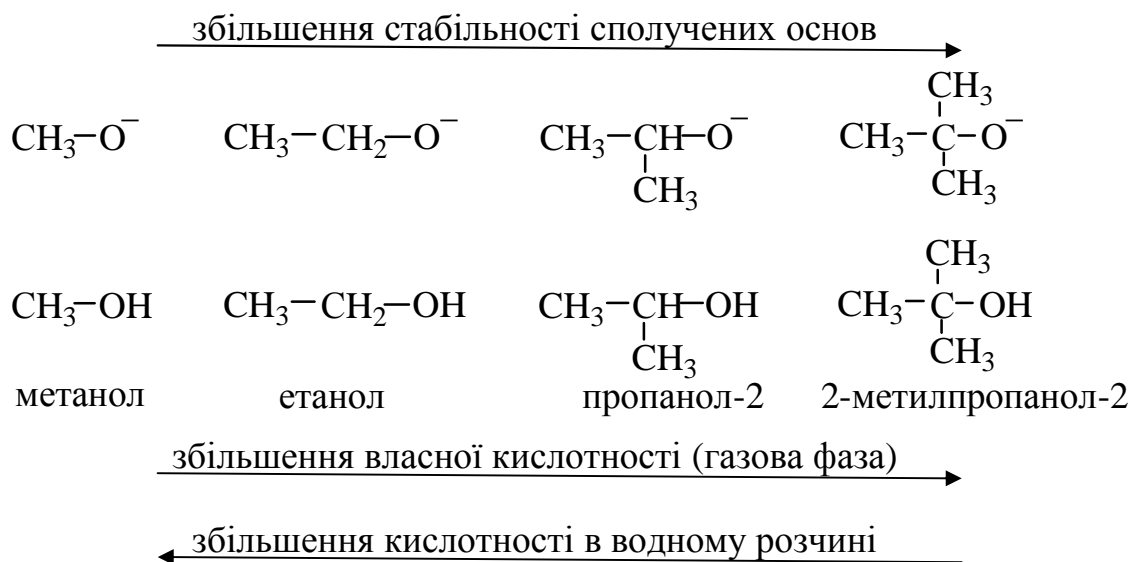 збільшення стабільності сполучених основ
CH₃
CH₃–O⁻ CH₃–CH₂–O⁻ CH₃–CH–O⁻ CH₃–C–O⁻
CH₃ CH₃
CH₃
CH₃–OH CH₃–CH₂–OH CH₃–CH–OH CH₃–C–OH
CH₃ CH₃
метанол етанол пропанол-2 2-метилпропанол-2
збільшення власної кислотності (газова фаза)
збільшення кислотності в водному розчині